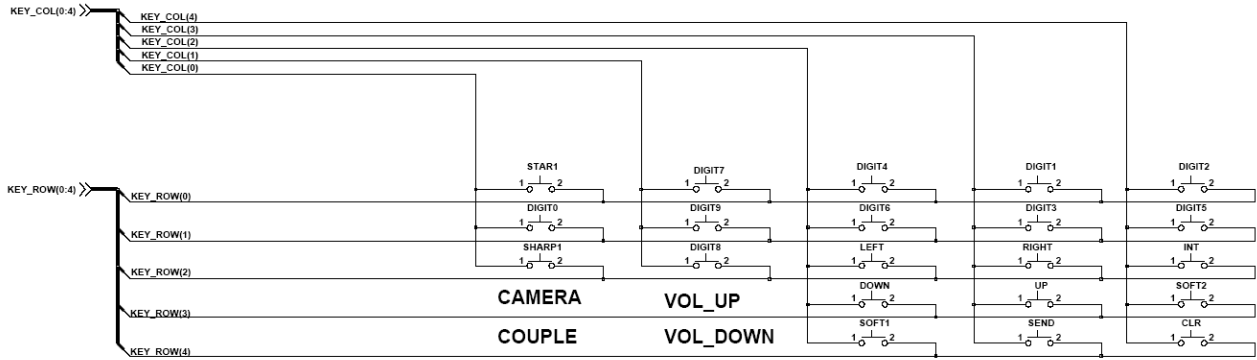 KEY_COL(0:4)
KEY_COL(4)
KEY_COL(3)
KEY_COL(2)
KEY_COL(1)
KEY_COL(0)
STAR1 DIGIT7 DIGIT4 DIGIT1 DIGIT2
KEY_ROW(0:4) 1 2 1 2 1 2 1 2 1 2
KEY_ROW(0)
DIGIT0 DIGIT9 DIGIT6 DIGIT3 DIGIT5
1 2 1 2 1 2 1 2 1 2
KEY_ROW(1)
SHARP1 DIGIT8 LEFT RIGHT INT
1 2 1 2 1 2 1 2 1 2
KEY_ROW(2)
CAMERA VOL_UP DOWN UP SOFT2
1 2 1 2 1 2
KEY_ROW(3)
COUPLE VOL_DOWN SOFT1 SEND CLR
1 2 1 2 1 2
KEY_ROW(4)